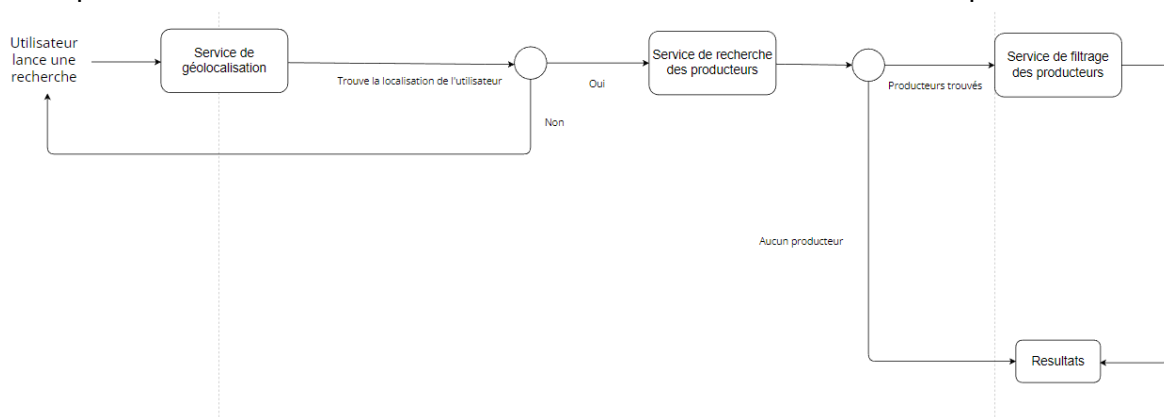 Utilisateur
lance une
recherche
Service de
géolocalisation
Trouve la localisation de l'utilisateur
Oui
Non
Service de recherche
des producteurs
Producteurs trouvés
Service de filtrage
des producteurs
Aucun producteur
Resultats